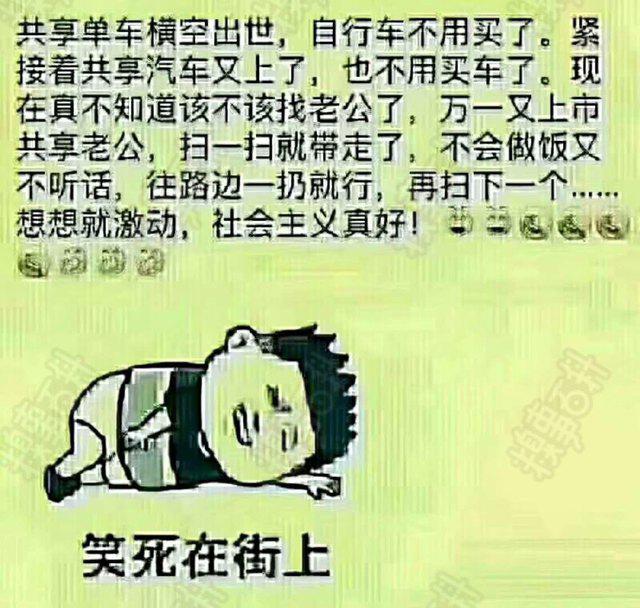 共享单车横空出世，自行车不用买了。紧
接着共享汽车又上了，也不用买车了。现
在真不知道该不该找老公了，万一又上市
共享老公，扫一扫就带走了，不会做饭又
不听话，往路边一扔就行，再扫下一个……
想想就激动，社会主义真好！
笑死在街上